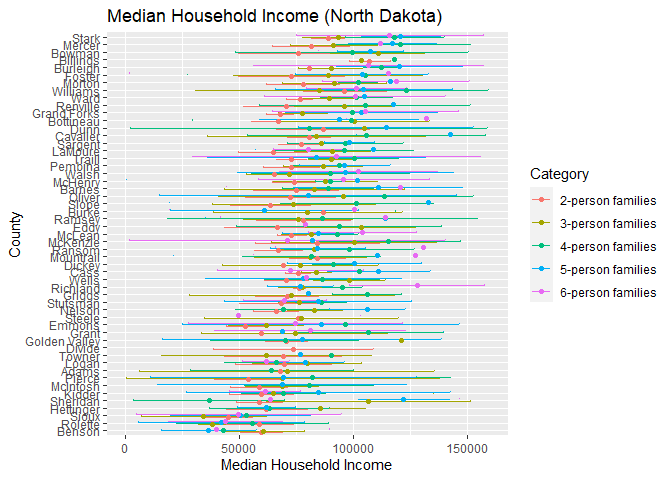 Median Household Income (North Dakota)
County
Stark
Mercer
Bowman
Billings
Burleigh
Foster
Morton
Williams
Ward
Renville
Grand Forks
Bottineau
Dunn
Cavalier
Sargent
LaMoure
Traill
Pembina
Walsh
McHenry
Barnes
Oliver
Slope
Burke
Ramsey
Eddy
McLean
McKenzie
Ransom
Mountrail
Dickey
Cass
Wells
Richland
Griggs
Stutsman
Nelson
Steele
Emmons
Grant
Golden Valley
Divide
Towner
Logan
Adams
Pierce
McIntosh
Kidder
Sheridan
Hettinger
Sioux
Rolette
Benson
0
50000
100000
150000
Median Household Income
Category
2-person families
3-person families
4-person families
5-person families
6-person families